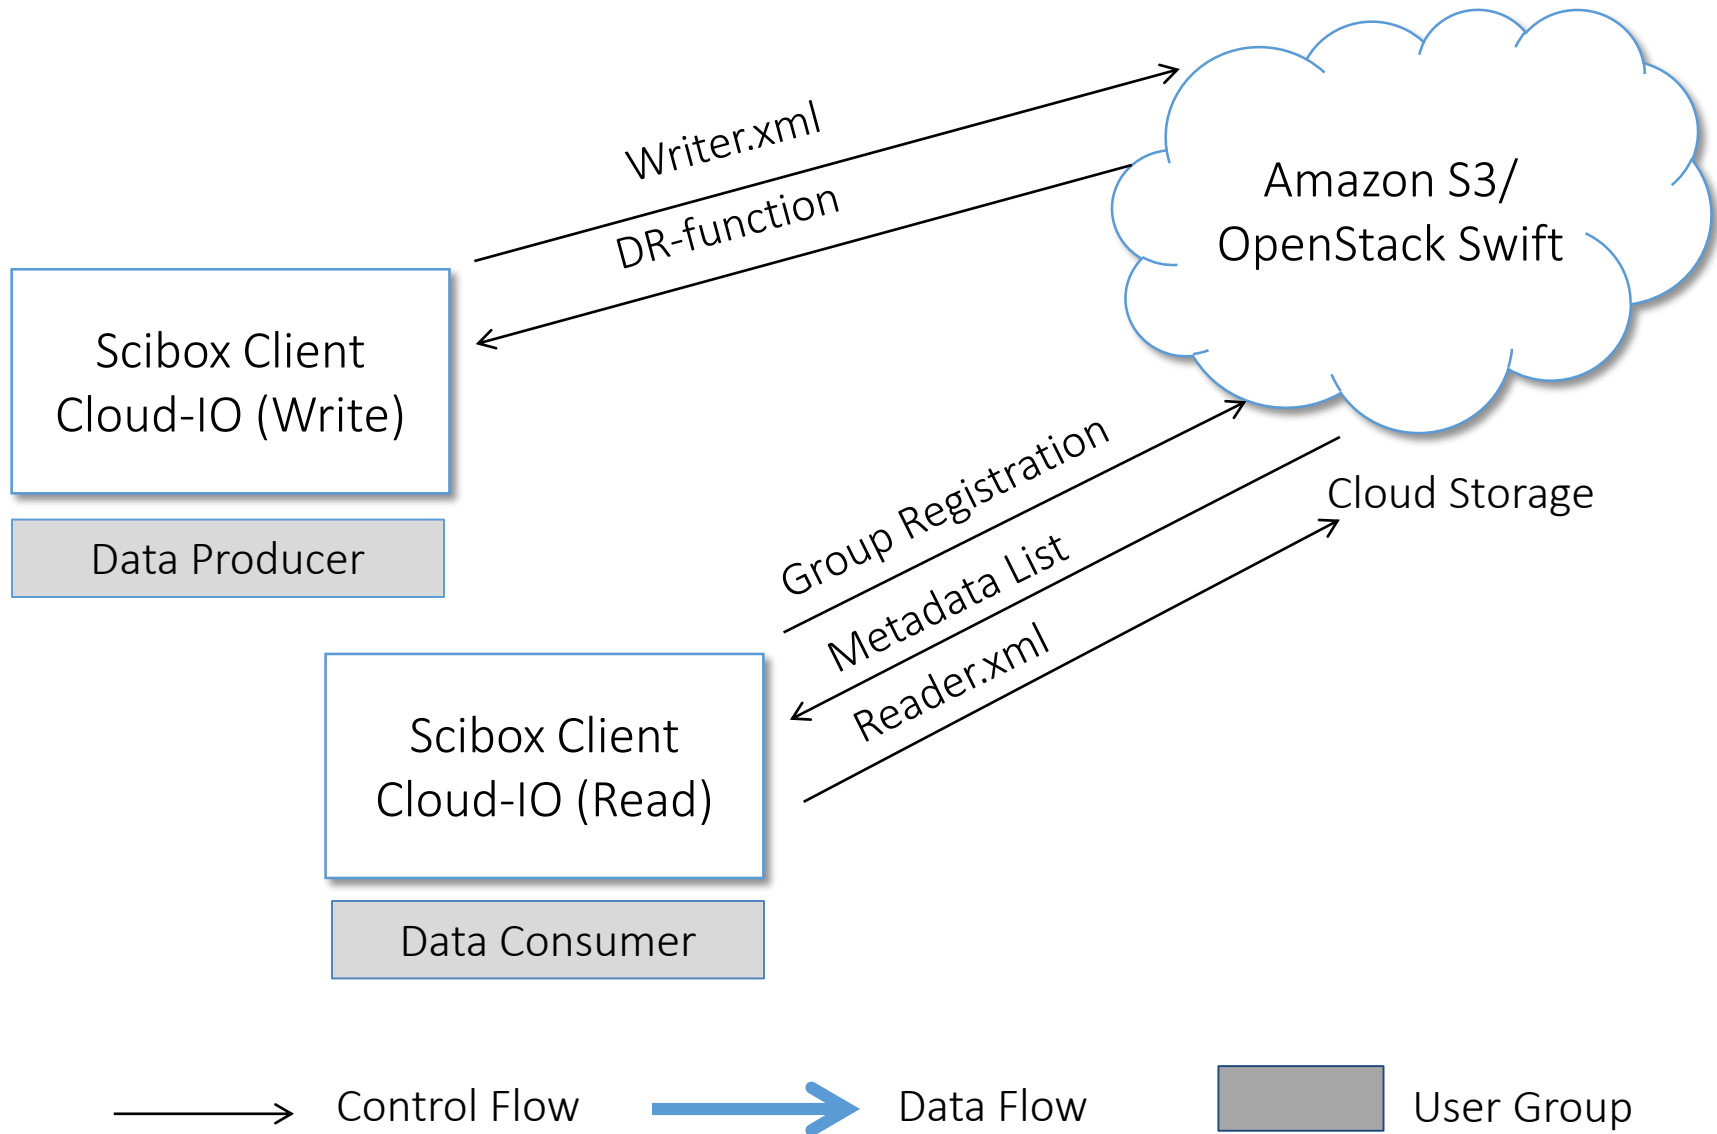 Writer.xml
DR-function
Amazon S3/
OpenStack Swift
Scibox Client
Cloud-IO (Write)
Data Producer
Cloud Storage
Group Registration
Metadata List
Reader.xml
Scibox Client
Cloud-IO (Read)
Data Consumer
Control Flow
Data Flow
User Group